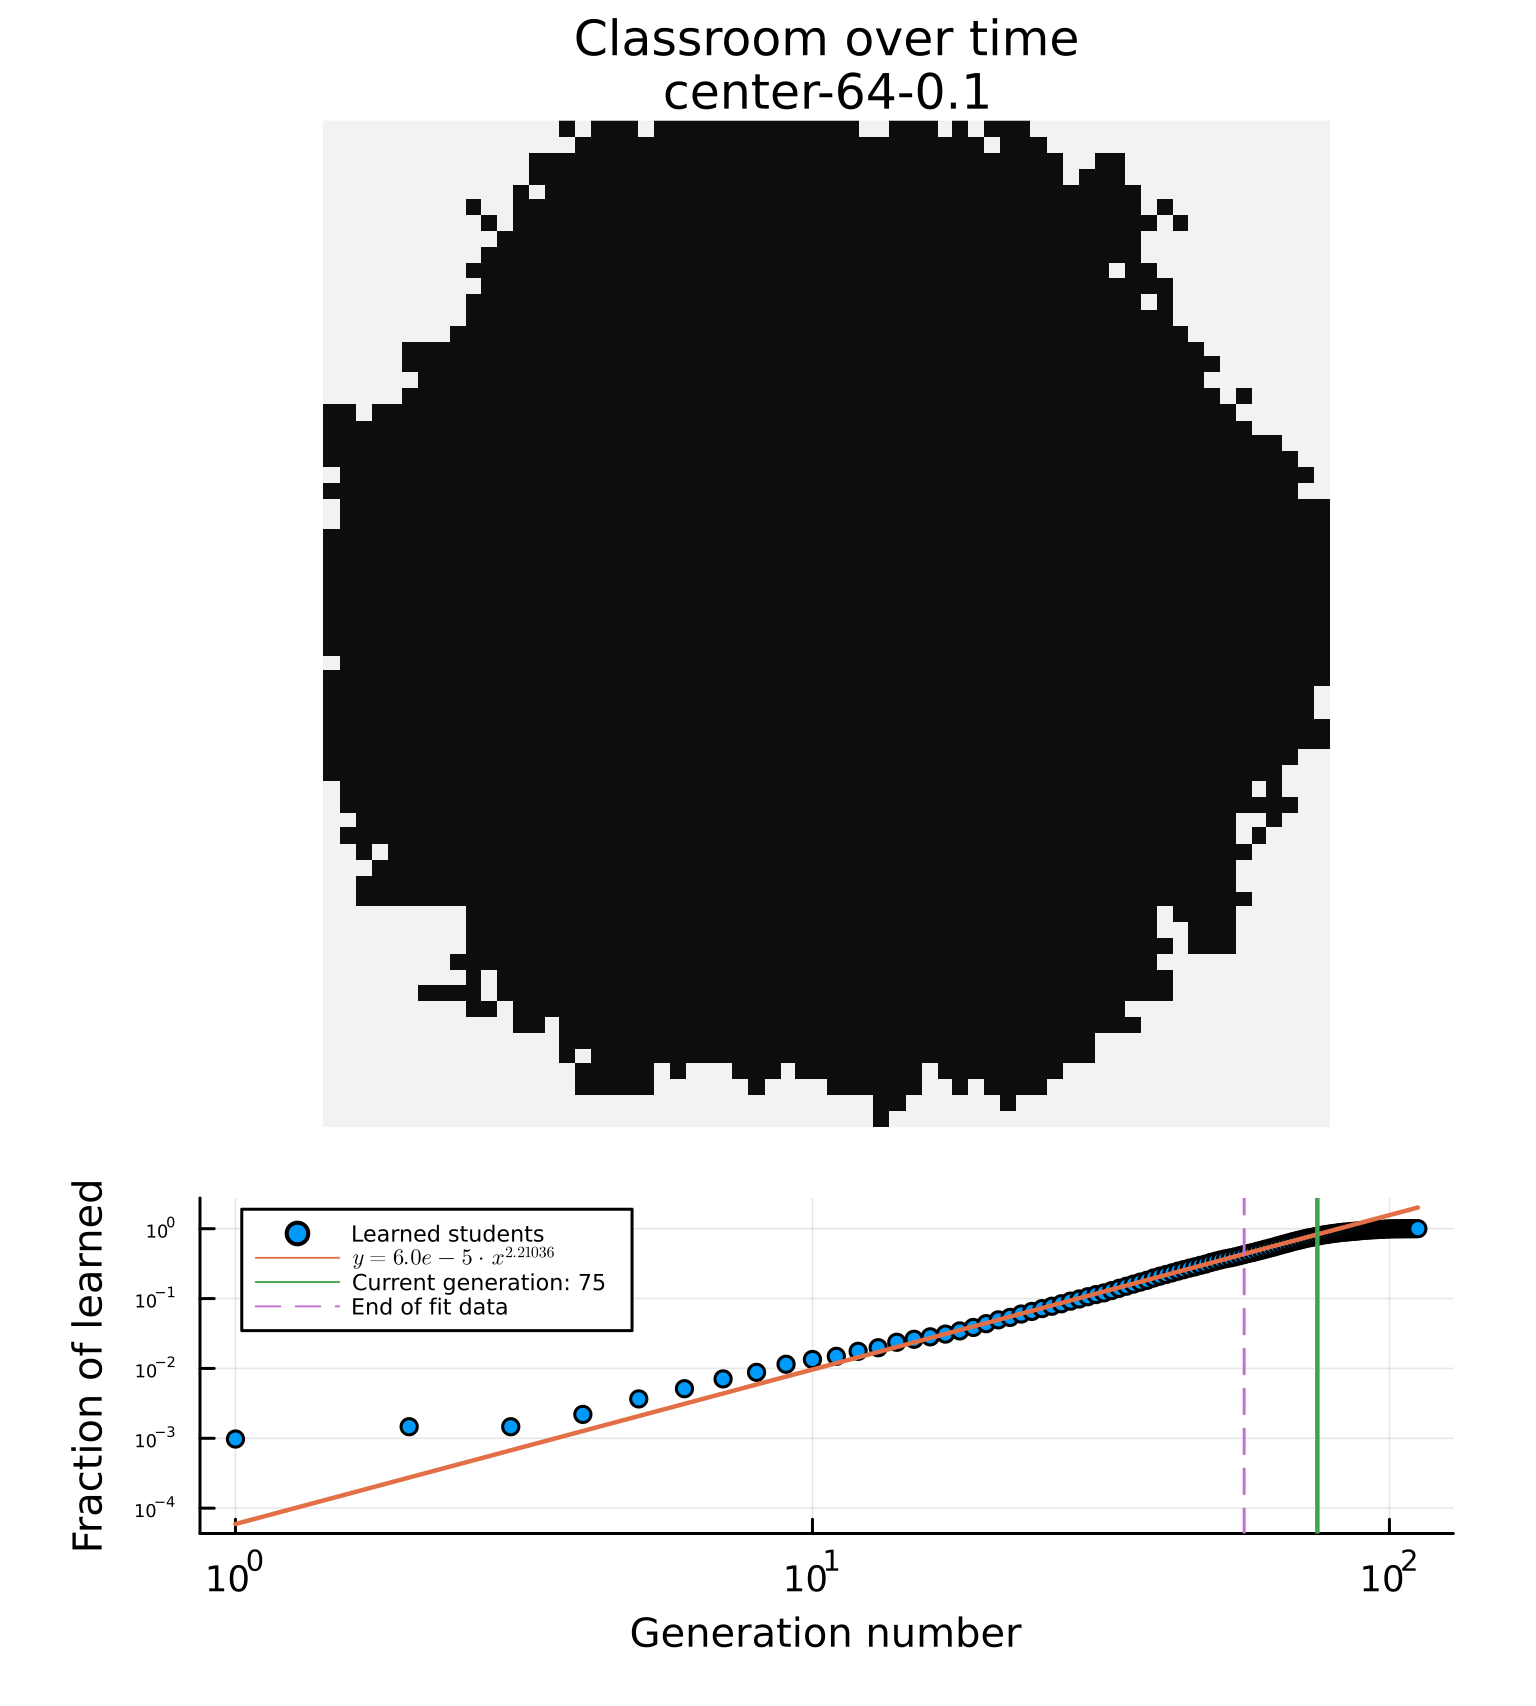 Classroom over time
center-64-0.1
Fraction of learned
10^0
10^-1
10^-2
10^-3
10^-4
Learned students
y = 6.0e − 5 · x^2.21036
Current generation: 75
End of fit data
10^0 10^1 10^2
Generation number